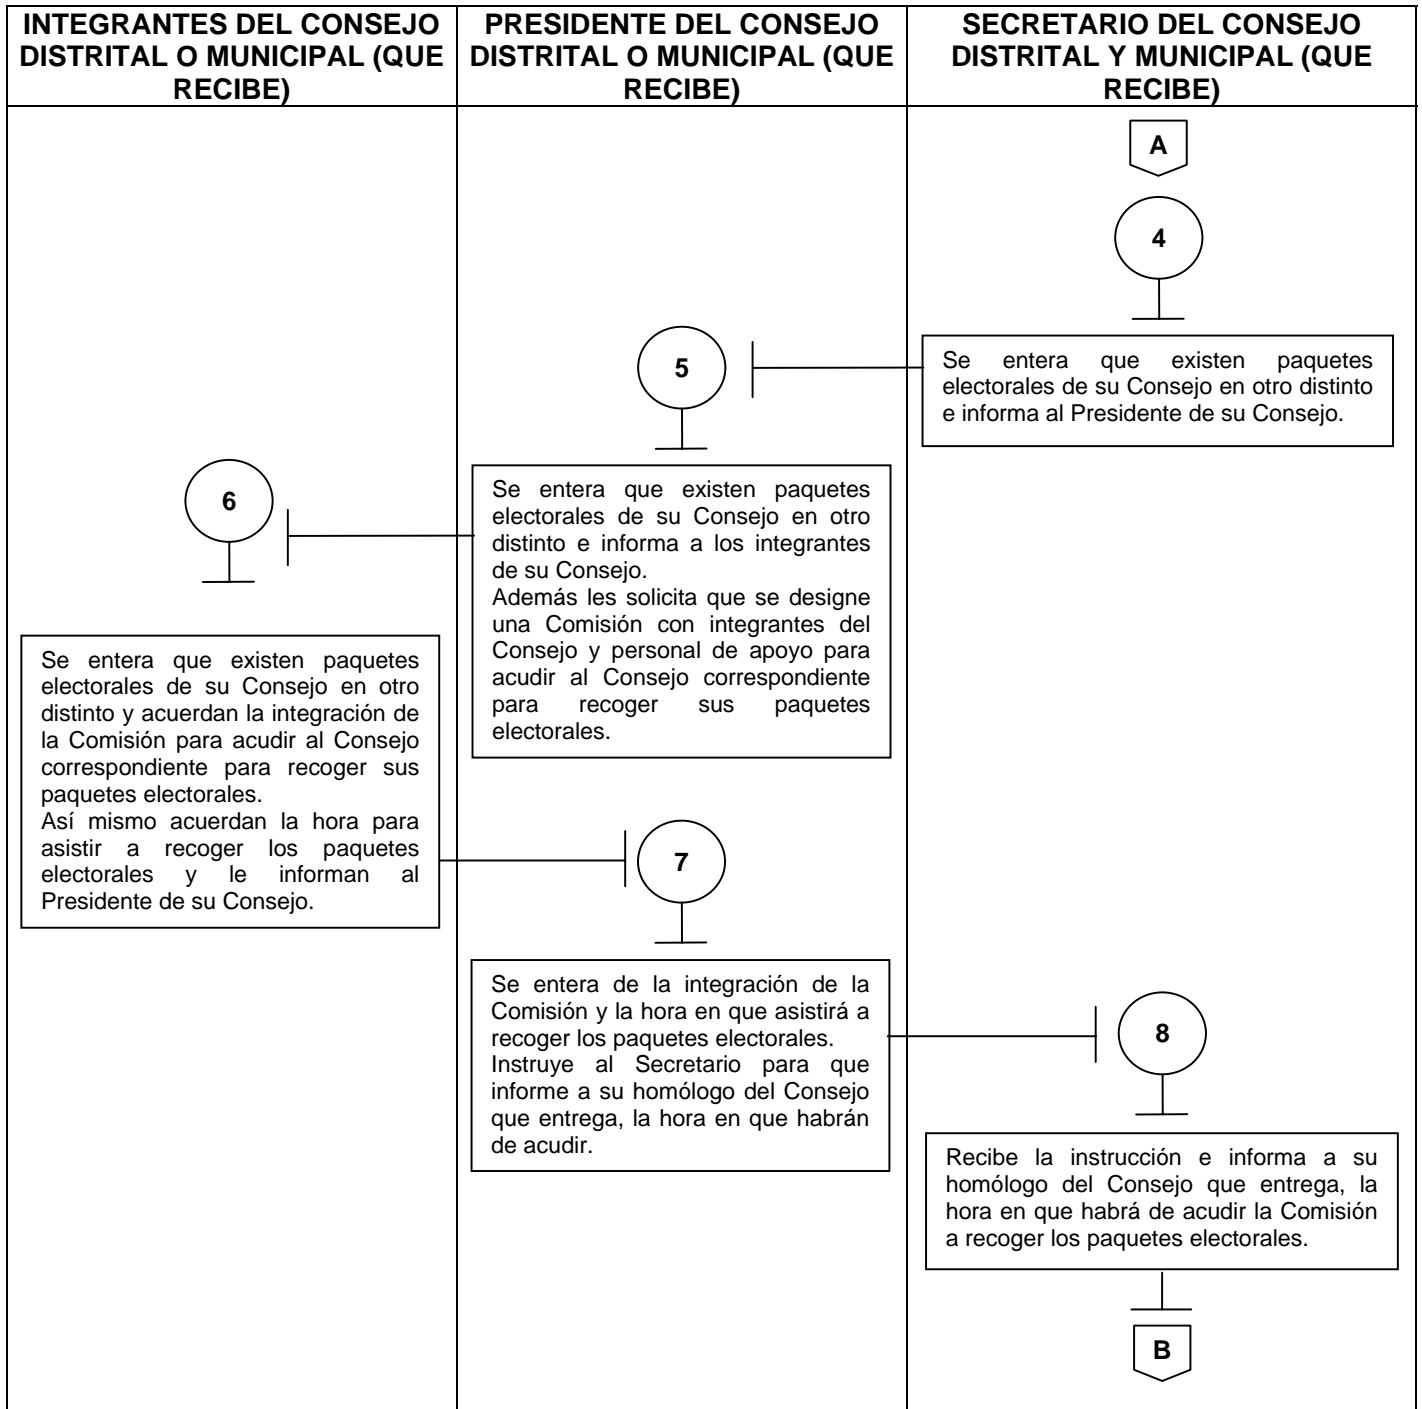 INTEGRANTES DEL CONSEJO
DISTRITAL O MUNICIPAL (QUE
RECIBE)
PRESIDENTE DEL CONSEJO
DISTRITAL O MUNICIPAL (QUE
RECIBE)
SECRETARIO DEL CONSEJO
DISTRITAL Y MUNICIPAL (QUE
RECIBE)
A
4
Se entera que existen paquetes
electorales de su Consejo en otro distinto
e informa al Presidente de su Consejo.
5
Se entera que existen paquetes
electorales de su Consejo en otro
distinto e informa a los integrantes
de su Consejo.
Además les solicita que se designe
una Comisión con integrantes del
Consejo y personal de apoyo para
acudir al Consejo correspondiente
para recoger sus paquetes
electorales.
6
Se entera que existen paquetes
electorales de su Consejo en otro
distinto y acuerdan la integración de
la Comisión para acudir al Consejo
correspondiente para recoger sus
paquetes electorales.
Así mismo acuerdan la hora para
asistir a recoger los paquetes
electorales y le informan al
Presidente de su Consejo.
7
Se entera de la integración de la
Comisión y la hora en que asistirá a
recoger los paquetes electorales.
Instruye al Secretario para que
informe a su homólogo del Consejo
que entrega, la hora en que habrán
de acudir.
8
Recibe la instrucción e informa a su
homólogo del Consejo que entrega, la
hora en que habrá de acudir la Comisión
a recoger los paquetes electorales.
B